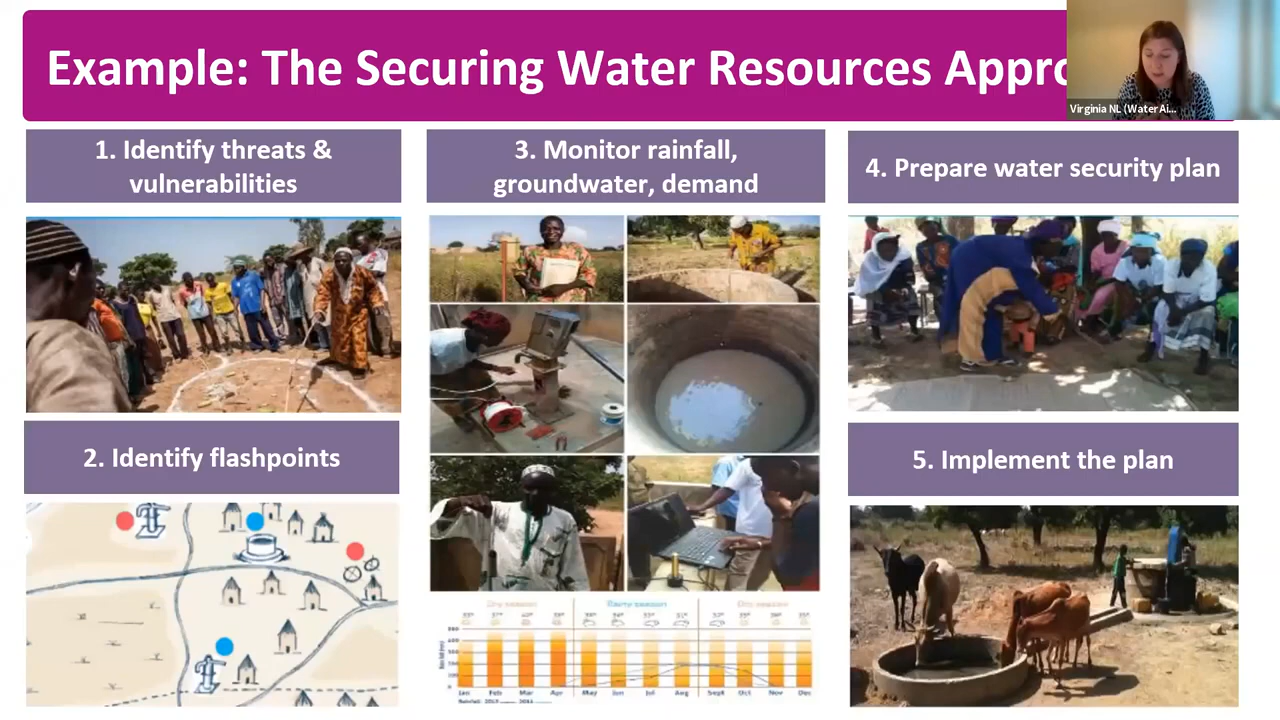 Example: The Securing Water Resources Appro
Virginia NL (WaterAi...
1. Identify threats &
vulnerabilities
2. Identify flashpoints
3. Monitor rainfall,
groundwater, demand
Dry season Rainy season Dry season
Jan Feb Mar Apr May Jun Jul Aug Sept Oct Nov Dec
4. Prepare water security plan
5. Implement the plan